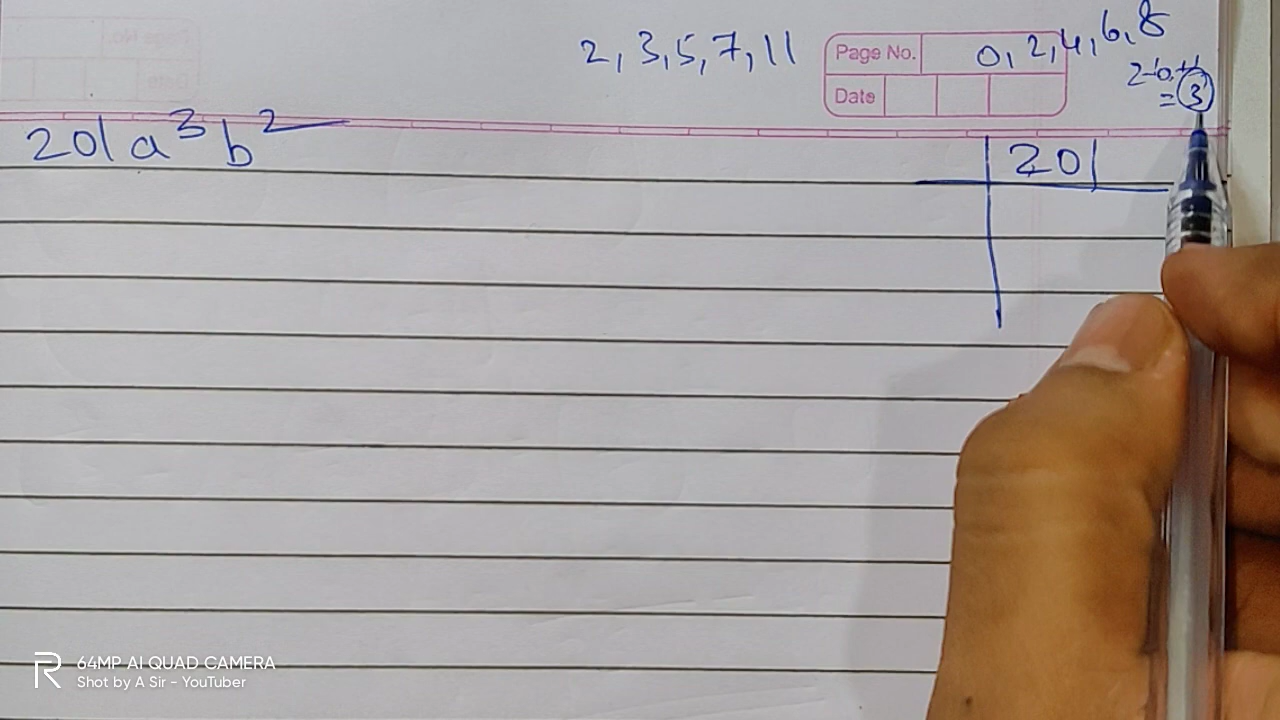 2, 3, 5, 7, 11
0, 2, 4, 6, 8
Page No.
Date
2+0+1
= 3
201 a³ b²
201
64MP AI QUAD CAMERA
Shot by A Sir - YouTuber